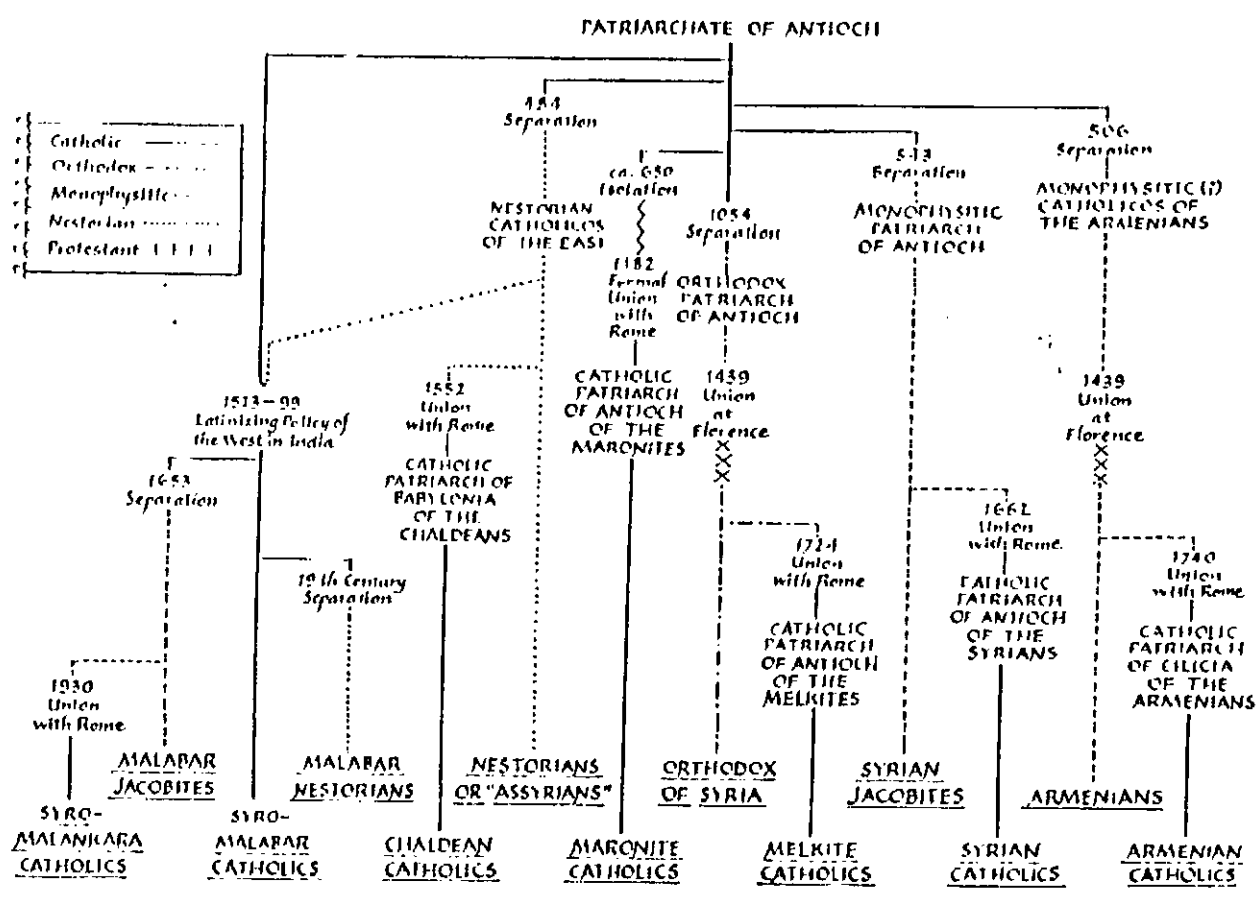 PATRIARCHATE OF ANTIOCH
Catholic
Orthodox
Monophysitic
Nestorian
Protestant
484
Separation
NESTORIAN
CATHOLICOS
OF THE EAST
ca. 680
Isolation
1182
Formal
Union
with
Rome
CATHOLIC
PATRIARCH
OF ANTIOCH
OF THE
MARONITES
1054
Separation
ORTHODOX
PATRIARCH
OF ANTIOCH
1439
Union
at
Florence
543
Separation
MONOPHYSITIC
PATRIARCH
OF ANTIOCH
506
Separation
MONOPHYSITIC (?)
CATHOLICOS OF
THE ARMENIANS
1439
Union
at
Florence
1513-99
Latinizing Policy of
the West in India
1653
Separation
1552
Union
with Rome
CATHOLIC
PATRIARCH OF
BABYLONIA
OF THE
CHALDEANS
19th Century
Separation
1724
Union
with Rome
CATHOLIC
PATRIARCH
OF ANTIOCH
OF THE
MELKITES
1662
Union
with Rome
CATHOLIC
PATRIARCH
OF ANTIOCH
OF THE
SYRIANS
1740
Union
with Rome
CATHOLIC
PATRIARCH
OF CILICIA
OF THE
ARMENIANS
1930
Union
with Rome
MALABAR
JACOBITES
MALABAR
NESTORIANS
NESTORIANS
OR "ASSYRIANS"
ORTHODOX
OF SYRIA
SYRIAN
JACOBITES
ARMENIANS
SYRO-
MALANKARA
CATHOLICS
SYRO-
MALABAR
CATHOLICS
CHALDEAN
CATHOLICS
MARONITE
CATHOLICS
MELKITE
CATHOLICS
SYRIAN
CATHOLICS
ARMENIAN
CATHOLICS